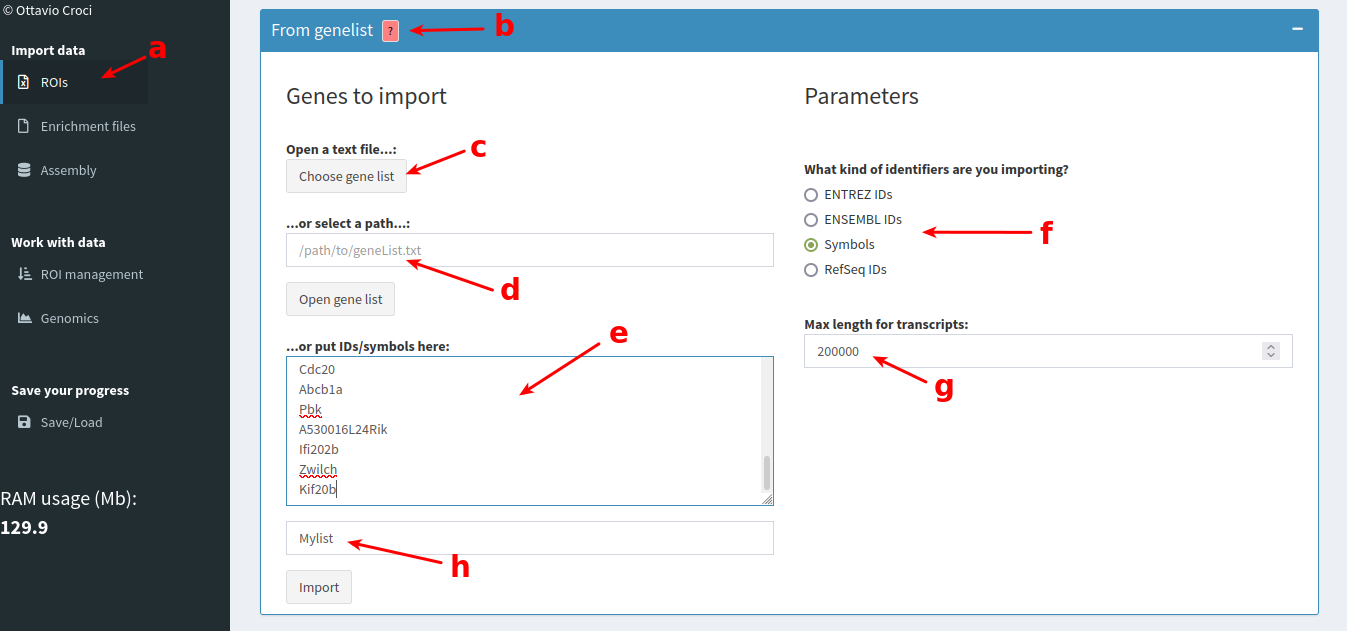 © Ottavio Croci
Import data
a
ROIs
Enrichment files
Assembly
Work with data
ROI management
Genomics
Save your progress
Save/Load
RAM usage (Mb):
129.9
From genelist ? b
Genes to import
Open a text file...:
c
Choose gene list
...or select a path...:
/path/to/geneList.txt
d
Open gene list
...or put IDs/symbols here:
e
Cdc20
Abcb1a
Pbk
A530016L24Rik
Ifi202b
Zwilch
Kif20b
Mylist
h
Import
Parameters
What kind of identifiers are you importing?
ENTREZ IDs
ENSEMBL IDs
f
Symbols
RefSeq IDs
Max length for transcripts:
200000
g